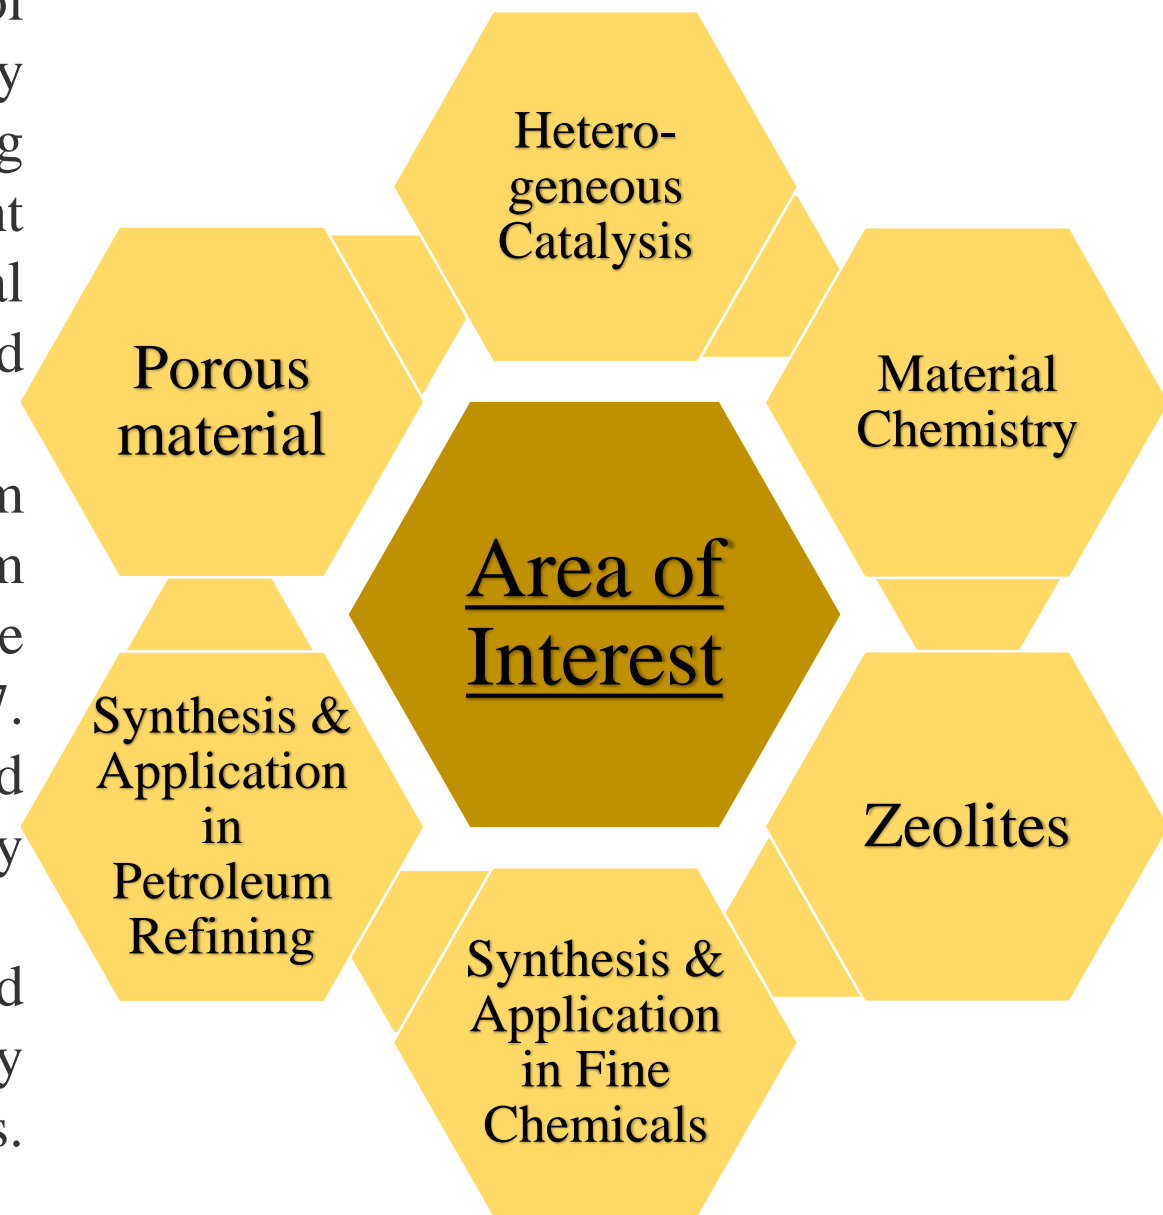 Hetero-
geneous
Catalysis
Material
Chemistry
Zeolites
Synthesis &
Application
in Fine
Chemicals
Synthesis &
Application
in
Petroleum
Refining
Porous
material
Area of
Interest